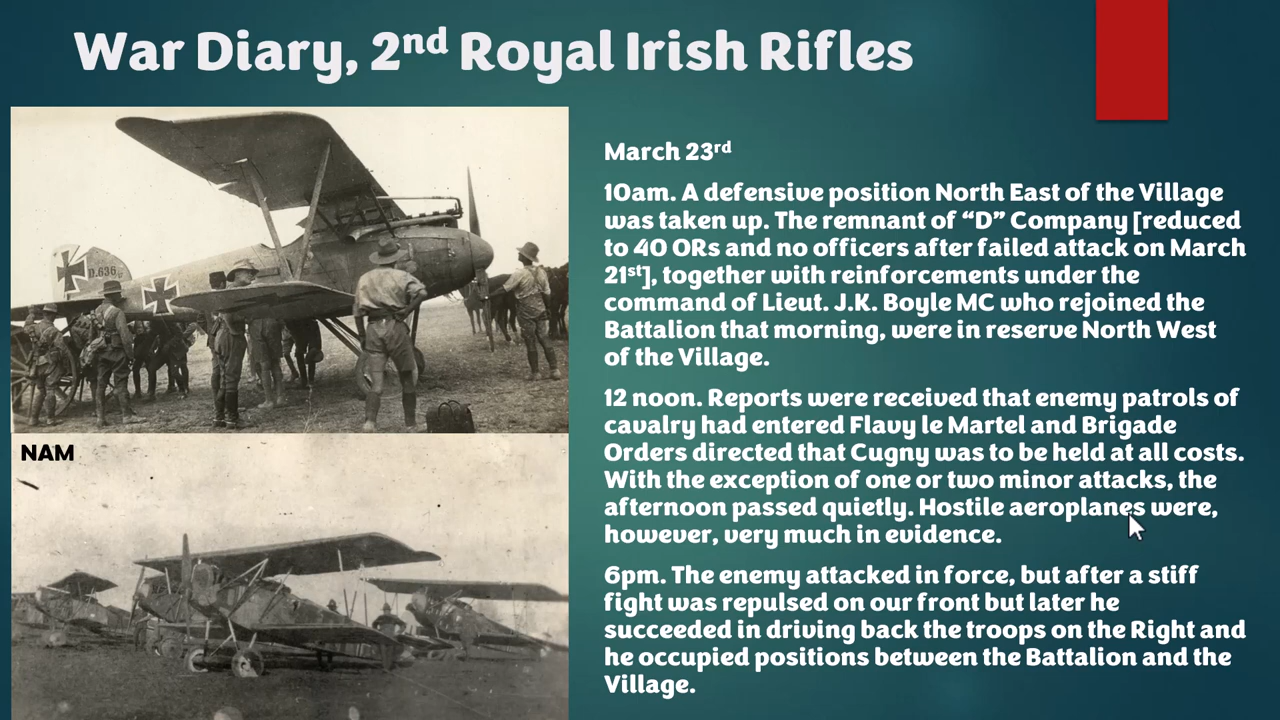 War Diary, 2nd Royal Irish Rifles
D.636
NAM
March 23rd
10am. A defensive position North East of the Village
was taken up. The remnant of “D” Company [reduced
to 40 ORs and no officers after failed attack on March
21st], together with reinforcements under the
command of Lieut. J.K. Boyle MC who rejoined the
Battalion that morning, were in reserve North West
of the Village.
12 noon. Reports were received that enemy patrols of
cavalry had entered Flavy le Martel and Brigade
Orders directed that Cugny was to be held at all costs.
With the exception of one or two minor attacks, the
afternoon passed quietly. Hostile aeroplanes were,
however, very much in evidence.
6pm. The enemy attacked in force, but after a stiff
fight was repulsed on our front but later he
succeeded in driving back the troops on the Right and
he occupied positions between the Battalion and the
Village.